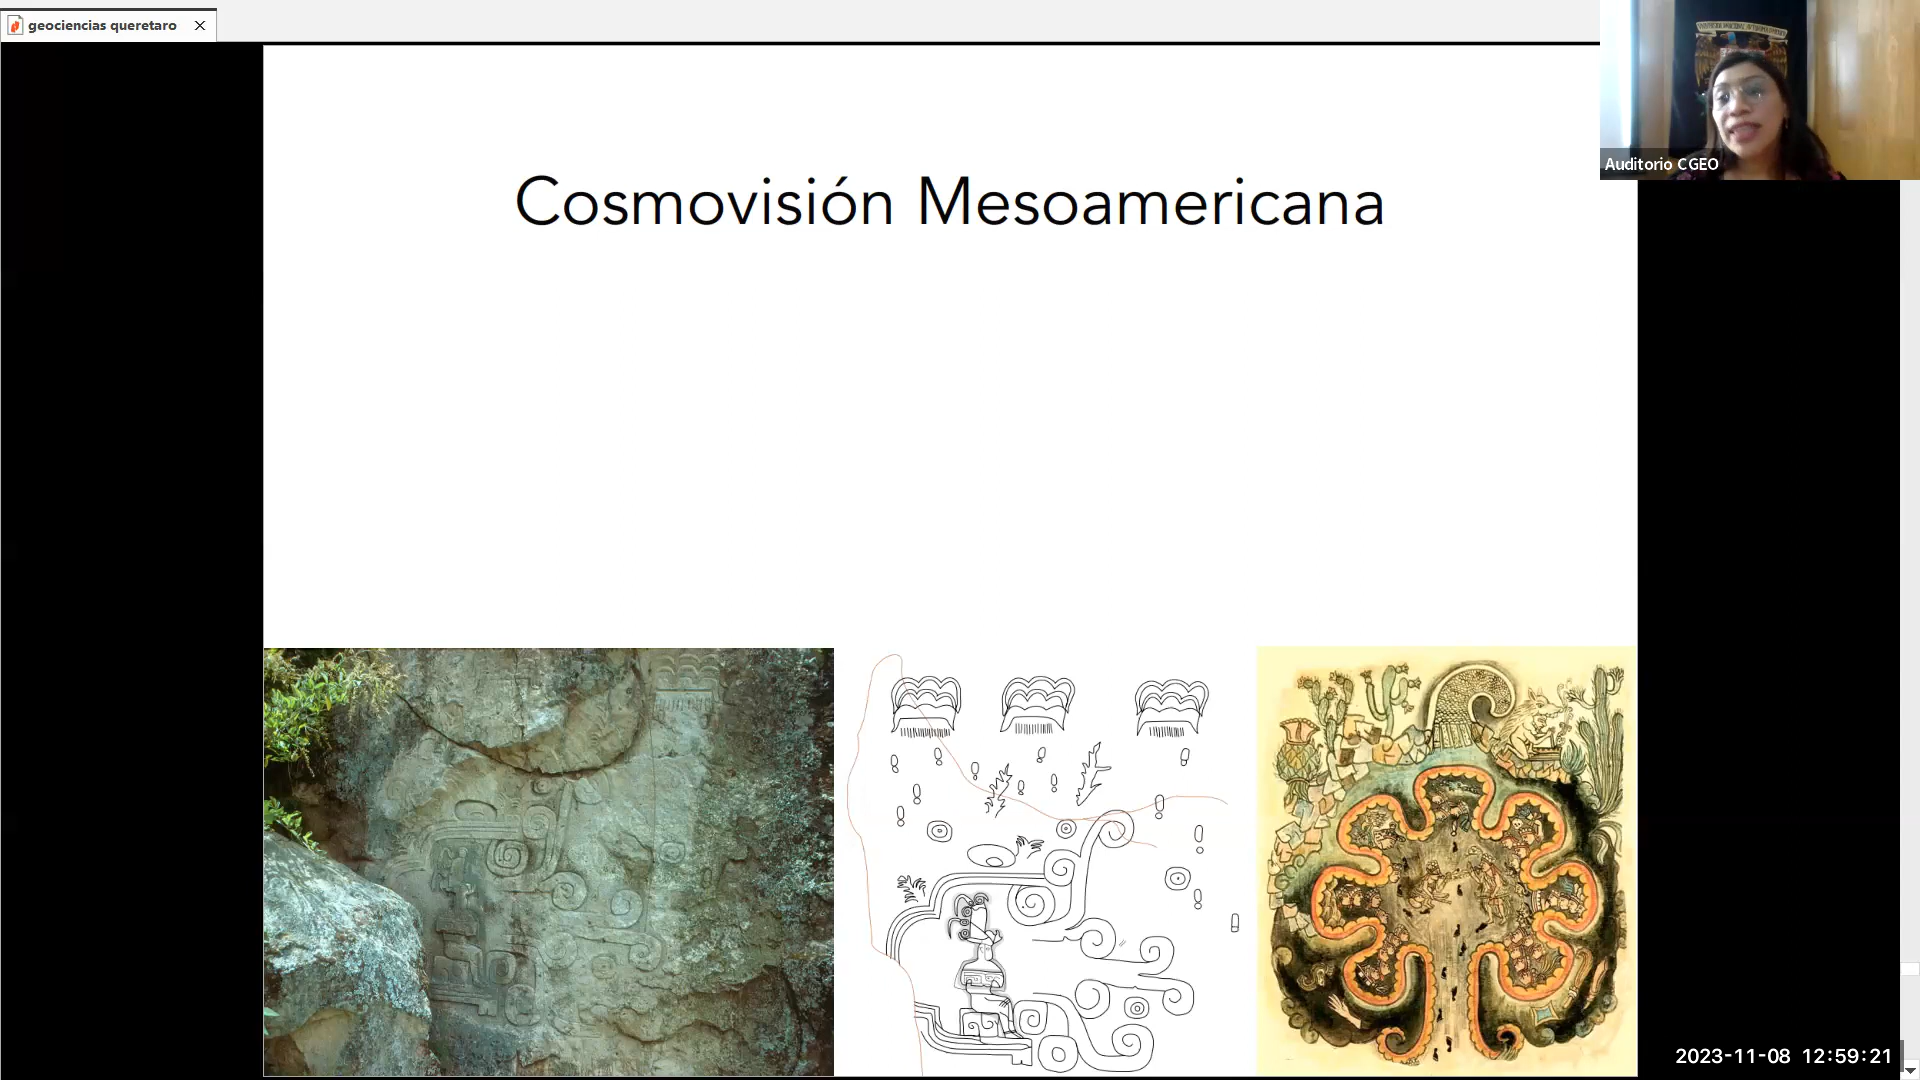 geociencias queretaro
Auditorio CGEO
Cosmovisión Mesoamericana
2023-11-08 12:59:21